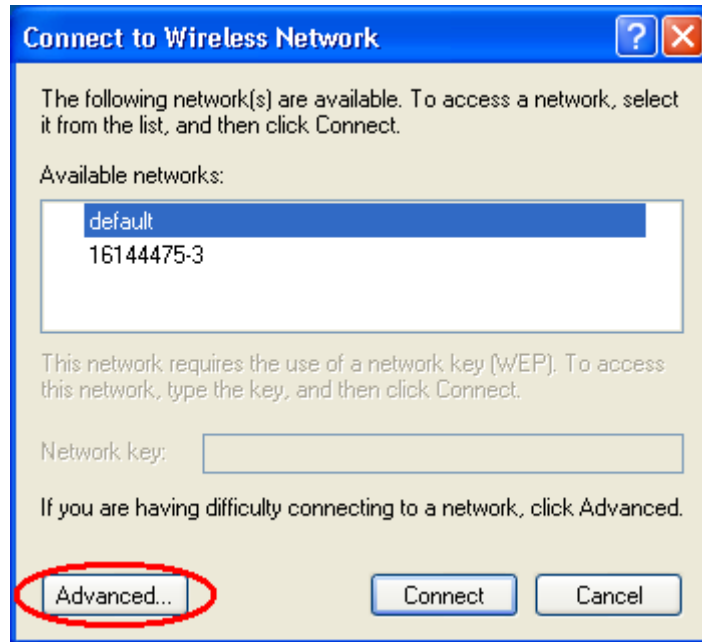 Connect to Wireless Network
The following network(s) are available. To access a network, select
it from the list, and then click Connect.
Available networks:
default
16144475-3
This network requires the use of a network key (WEP). To access
this network, type the key, and then click Connect.
Network key:
If you are having difficulty connecting to a network, click Advanced.
Advanced... Connect Cancel